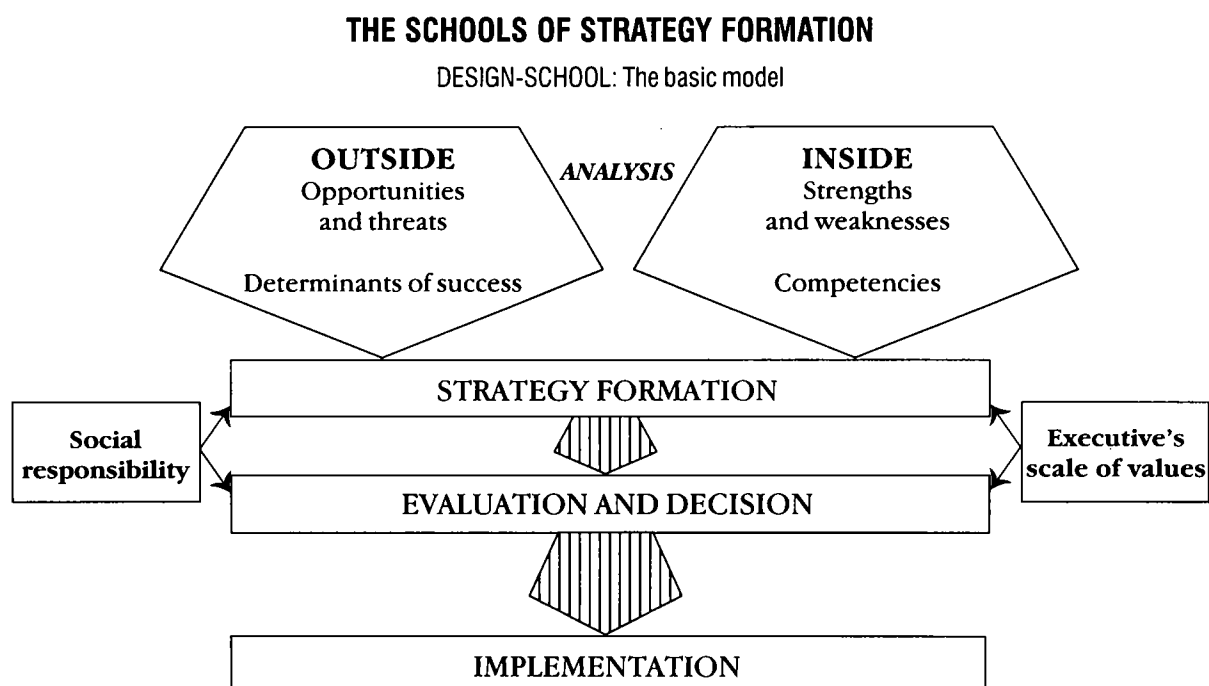 THE SCHOOLS OF STRATEGY FORMATION
DESIGN-SCHOOL: The basic model
OUTSIDE
Opportunities
and threats
Determinants of success
ANALYSIS
INSIDE
Strengths
and weaknesses
Competencies
STRATEGY FORMATION
Social
responsibility
Executive's
scale of values
EVALUATION AND DECISION
IMPLEMENTATION